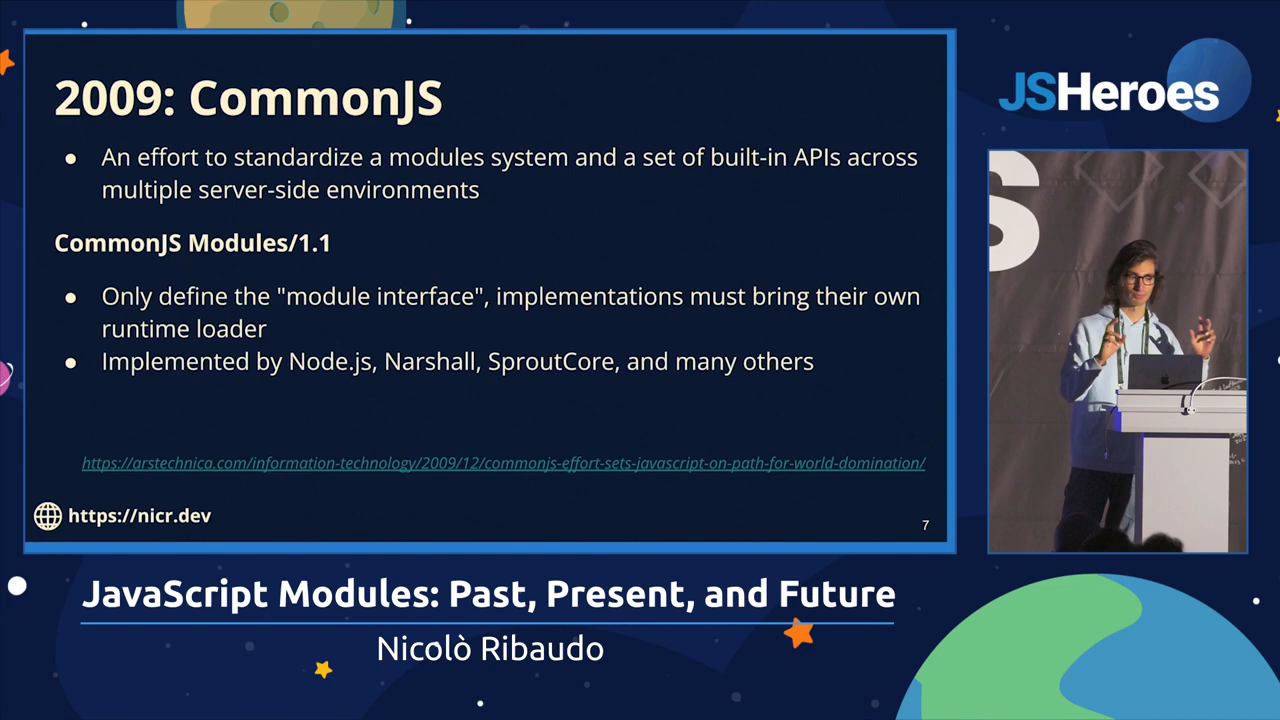 2009: CommonJS
● An effort to standardize a modules system and a set of built-in APIs across
multiple server-side environments
CommonJS Modules/1.1
● Only define the "module interface", implementations must bring their own
runtime loader
● Implemented by Node.js, Narshall, SproutCore, and many others
https://arstechnica.com/information-technology/2009/12/commonjs-effort-sets-javascript-on-path-for-world-domination/
https://nicr.dev
7
JSHeroes
S
JavaScript Modules: Past, Present, and Future
Nicolò Ribaudo